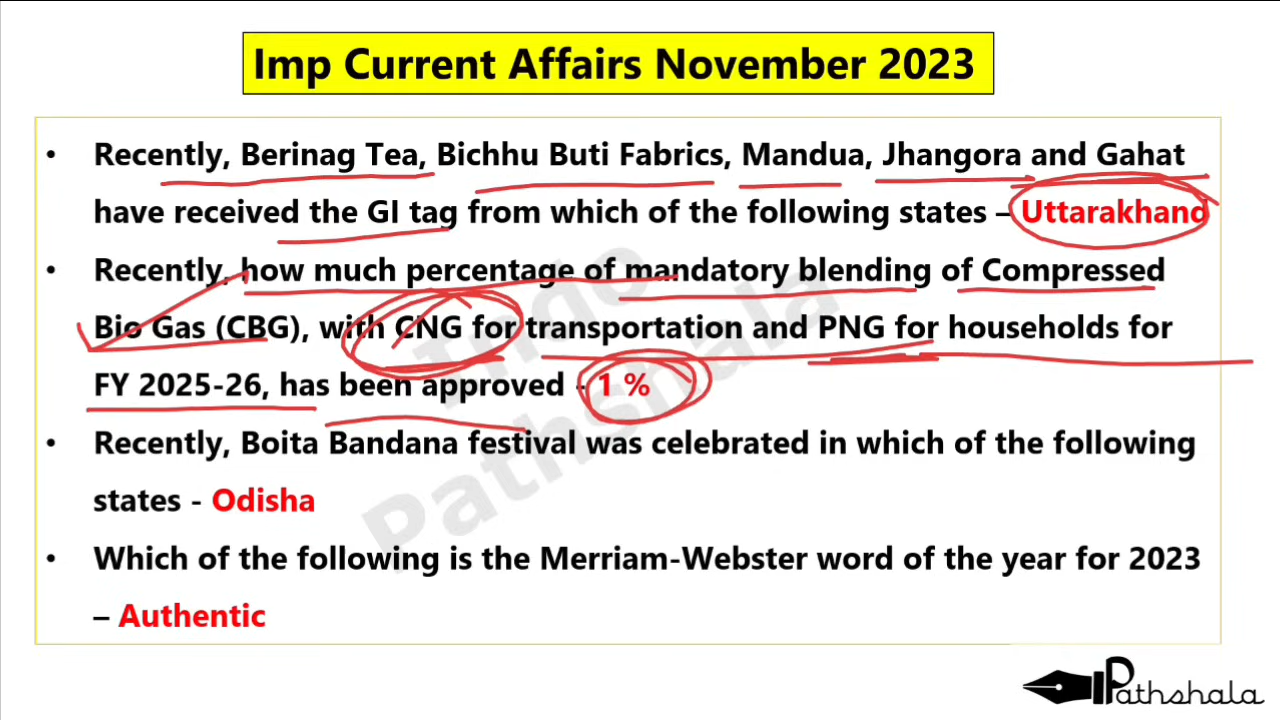 Imp Current Affairs November 2023
• Recently, Berinag Tea, Bichhu Buti Fabrics, Mandua, Jhangora and Gahat
have received the GI tag from which of the following states – Uttarakhand
• Recently, how much percentage of mandatory blending of Compressed
Bio Gas (CBG), with CNG for transportation and PNG for households for
FY 2025-26, has been approved - 1 %
• Recently, Boita Bandana festival was celebrated in which of the following
states - Odisha
• Which of the following is the Merriam-Webster word of the year for 2023
– Authentic
Indo
Pathshala
Pathshala